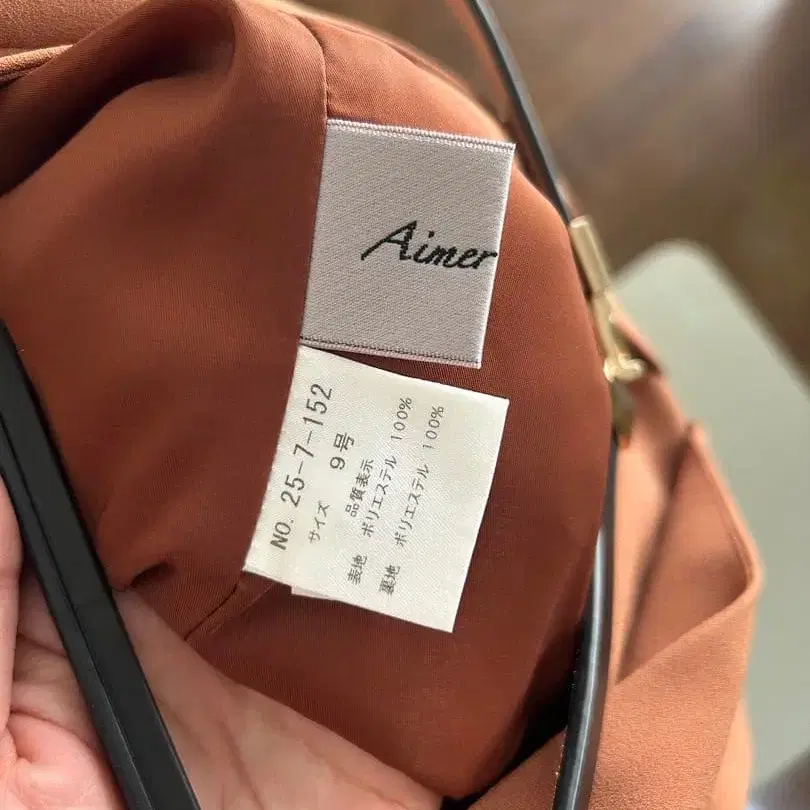 Aimer
NO. 25-7-152
サイズ 9号
品質表示
表地 ポリエステル 100%
裏地 ポリエステル 100%